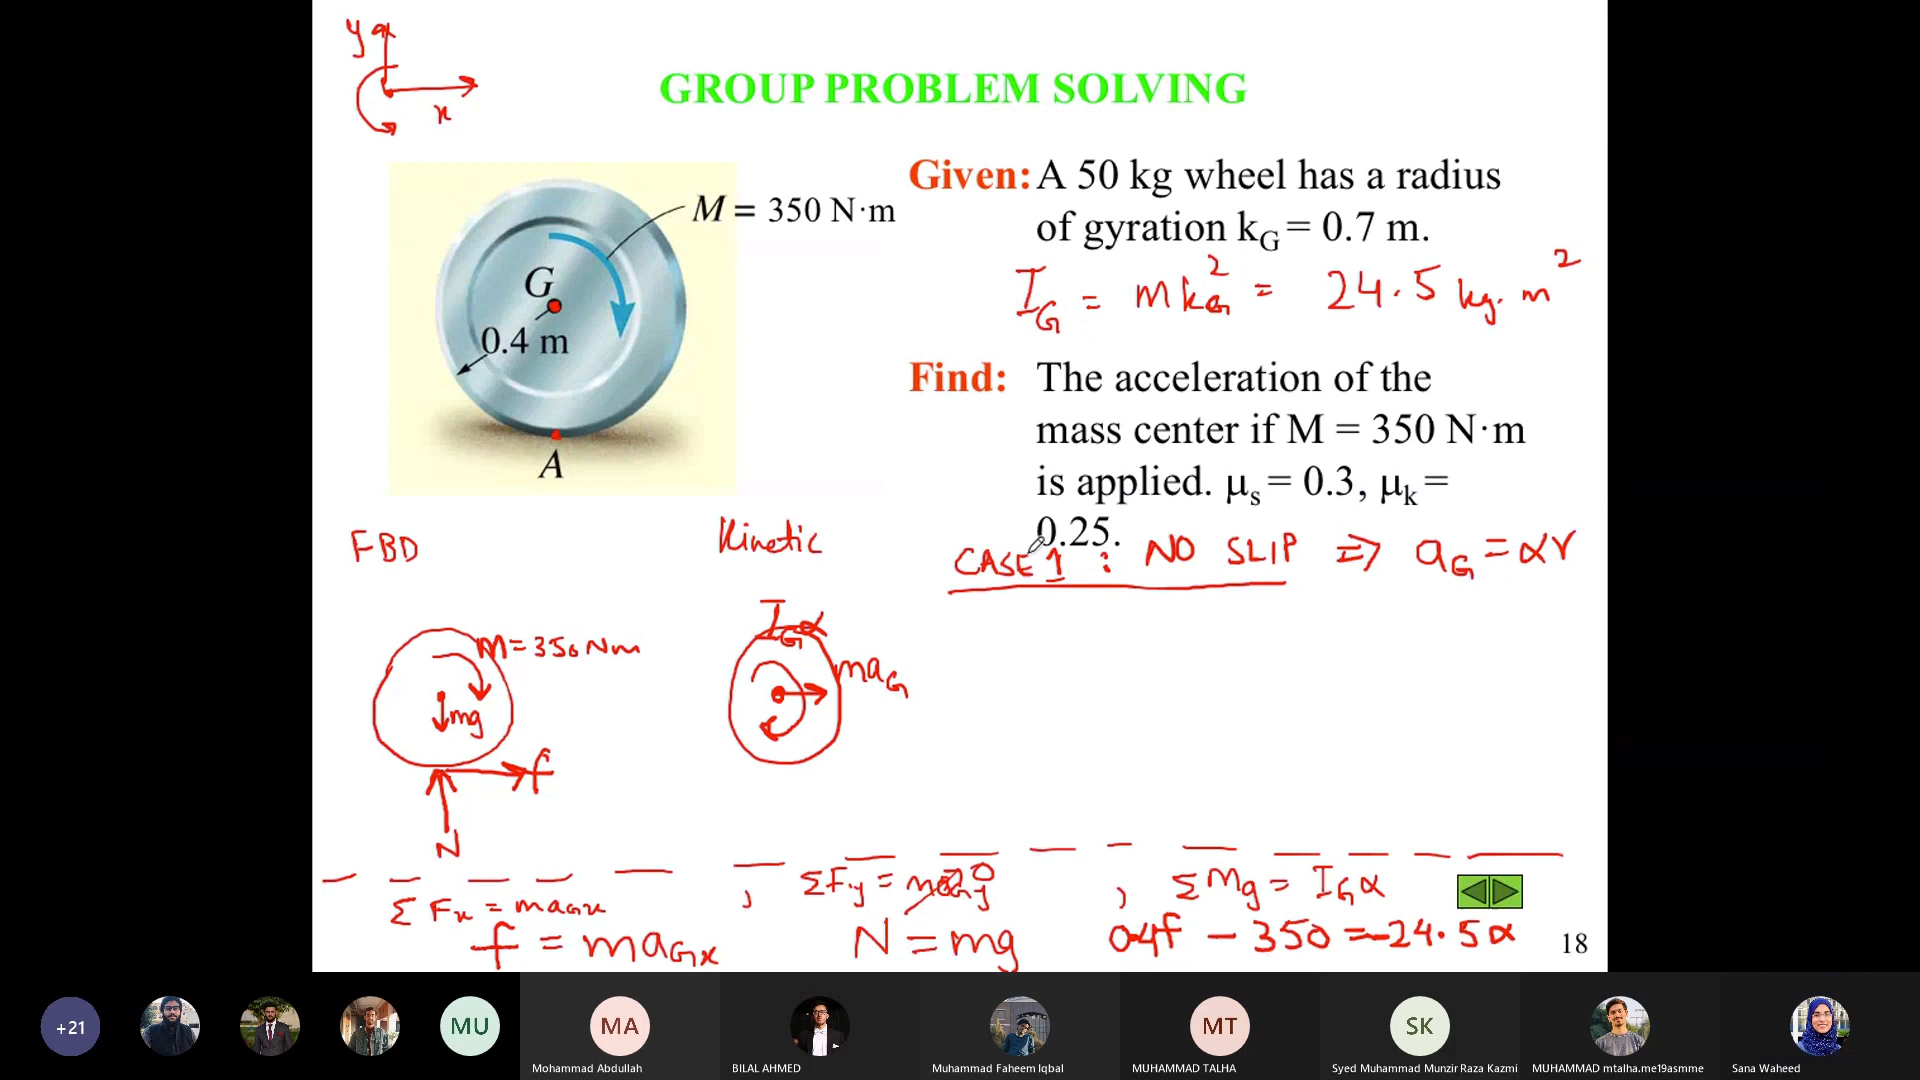 y
x
GROUP PROBLEM SOLVING
M = 350 N·m
G
0.4 m
A
Given: A 50 kg wheel has a radius
of gyration kG = 0.7 m.
IG = mkG² = 24.5 kg.m²
Find: The acceleration of the
mass center if M = 350 N·m
is applied. μs = 0.3, μk =
0.25.
CASE 1 : NO SLIP ⇒ aG = αr
FBD
Kinetic
M = 350 Nm
mg
f
N
IGα
maG
ΣFx = maGx , ΣFy = maGy 0 , ΣMg = IGα
f = maGx N = mg 0.4f - 350 = -24.5α
18
+21
MU
MA
MT
SK
Mohammad Abdullah
BILAL AHMED
Muhammad Faheem Iqbal
MUHAMMAD TALHA
Syed Muhammad Munzir Raza Kazmi
MUHAMMAD mtalha.me19asmme
Sana Waheed